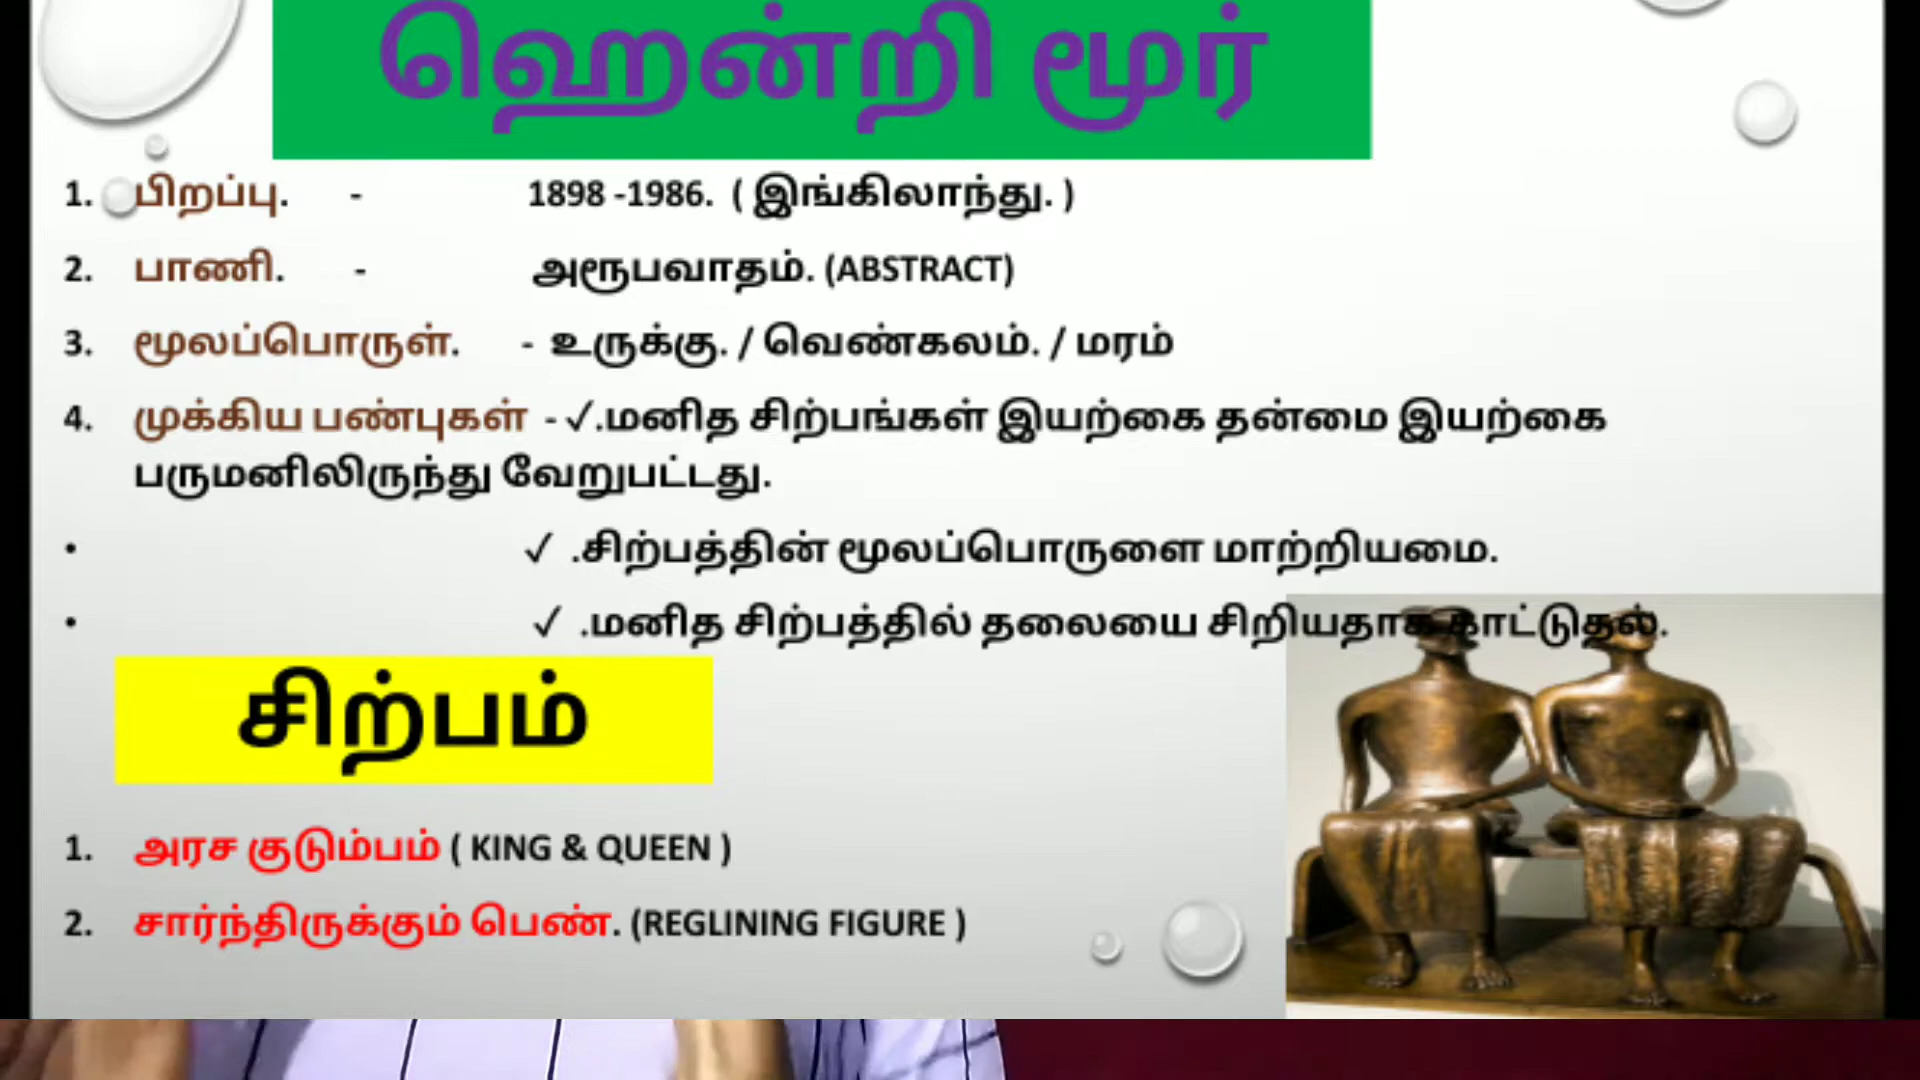 ஹென்றி மூர்
1. பிறப்பு. - 1898 -1986. ( இங்கிலாந்து. )
2. பாணி. - அரூபவாதம். (ABSTRACT)
3. மூலப்பொருள். - உருக்கு. / வெண்கலம். / மரம்
4. முக்கிய பண்புகள் - ✓.மனித சிற்பங்கள் இயற்கை தன்மை இயற்கை
பருமனிலிருந்து வேறுபட்டது.
• ✓ .சிற்பத்தின் மூலப்பொருளை மாற்றியமை.
• ✓ .மனித சிற்பத்தில் தலையை சிறியதாக காட்டுதல்.
சிற்பம்
1. அரச குடும்பம் ( KING & QUEEN )
2. சார்ந்திருக்கும் பெண். (REGLINING FIGURE )